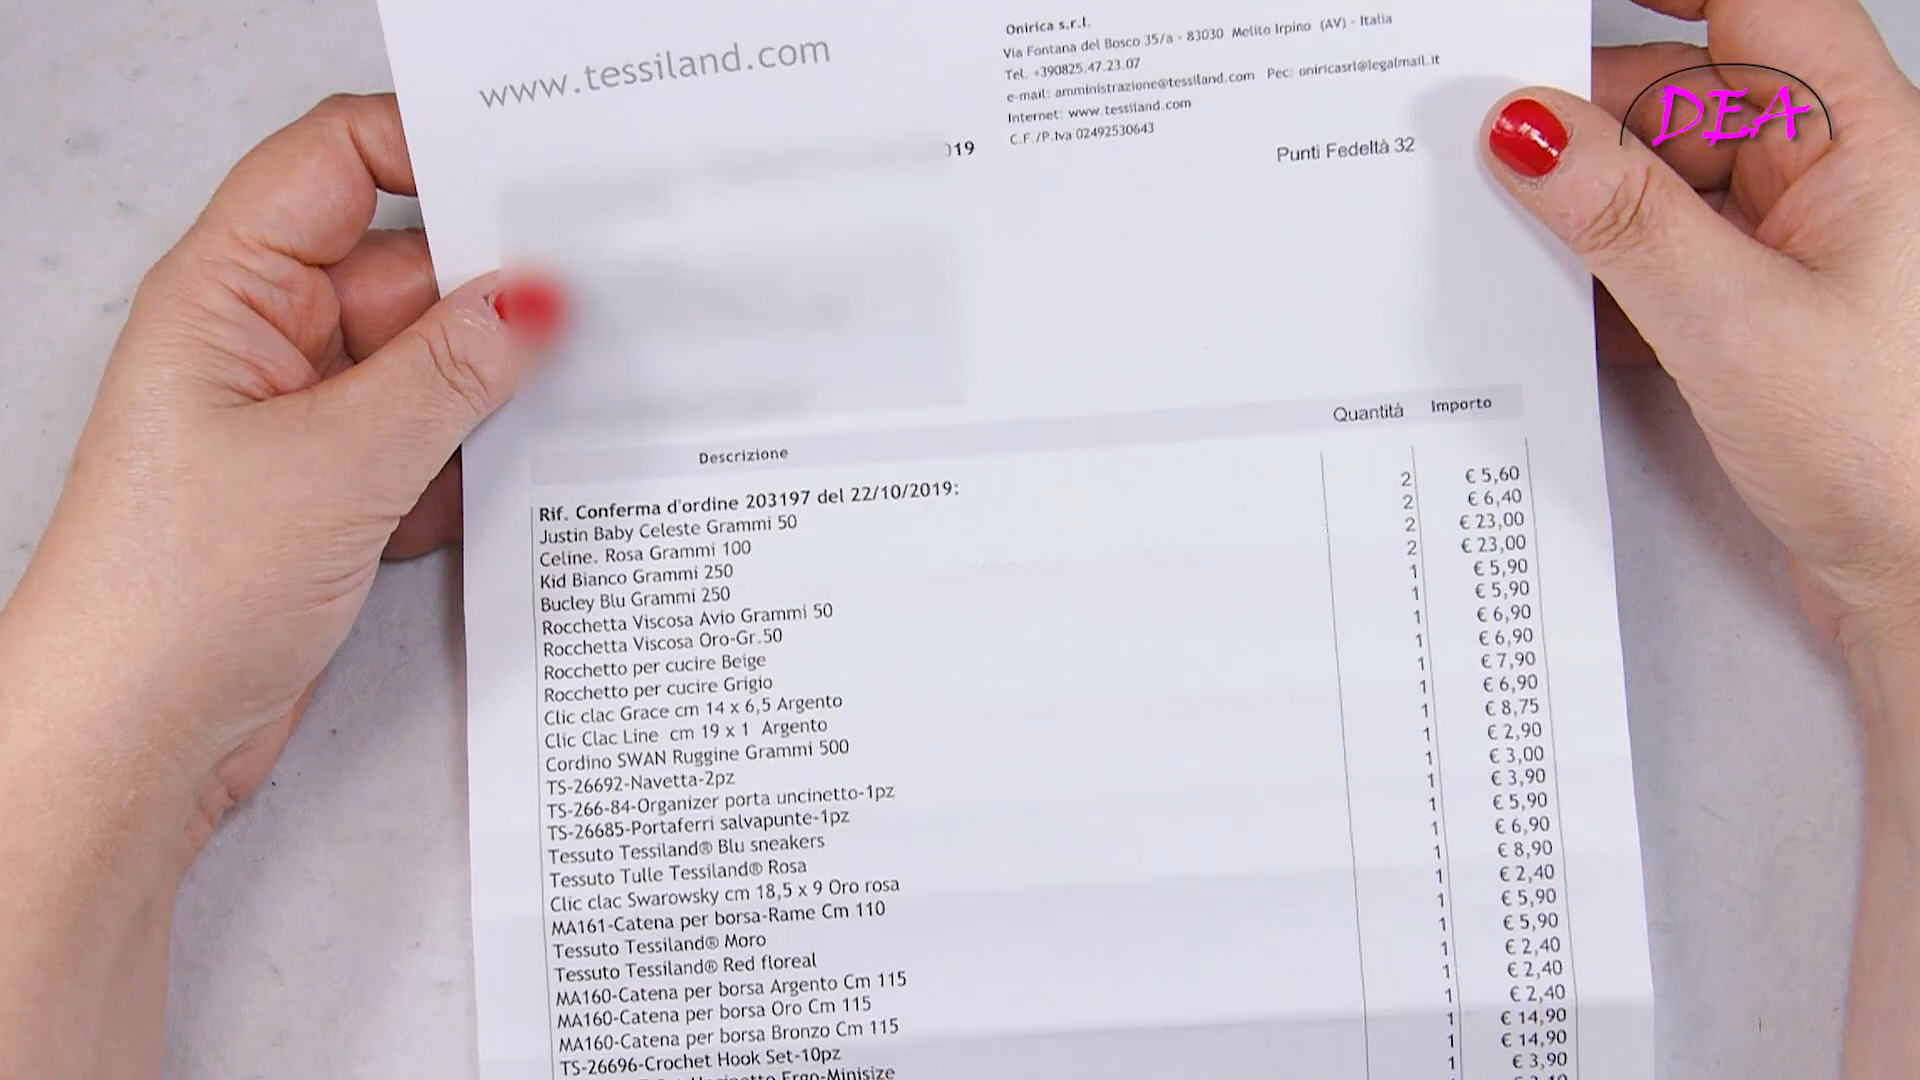 www.tessiland.com
Onirica s.r.l.
Via Fontana del Bosco 35/a - 83030 Melito Irpino (AV) - Italia
Tel. +390825.47.23.07
e-mail: amministrazione@tessiland.com Pec: oniricasrl@legalmail.it
Internet: www.tessiland.com
C.F./P.Iva 02492530643
DEA
19
Punti Fedeltà 32
Descrizione Quantità Importo
Rif. Conferma d'ordine 203197 del 22/10/2019:
Justin Baby Celeste Grammi 50 2 € 5,60
Celine. Rosa Grammi 100 2 € 6,40
Kid Bianco Grammi 250 2 € 23,00
Bucley Blu Grammi 250 2 € 23,00
Rocchetta Viscosa Avio Grammi 50 1 € 5,90
Rocchetta Viscosa Oro-Gr.50 1 € 5,90
Rocchetto per cucire Beige 1 € 6,90
Rocchetto per cucire Grigio 1 € 6,90
Clic clac Grace cm 14 x 6,5 Argento 1 € 7,90
Clic Clac Line cm 19 x 1 Argento 1 € 6,90
Cordino SWAN Ruggine Grammi 500 1 € 8,75
TS-26692-Navetta-2pz 1 € 2,90
TS-266-84-Organizer porta uncinetto-1pz 1 € 3,00
TS-26685-Portaferri salvapunte-1pz 1 € 3,90
Tessuto Tessiland® Blu sneakers 1 € 5,90
Tessuto Tulle Tessiland® Rosa 1 € 6,90
Clic clac Swarowsky cm 18,5 x 9 Oro rosa 1 € 8,90
MA161-Catena per borsa-Rame Cm 110 1 € 2,40
Tessuto Tessiland® Moro 1 € 5,90
Tessuto Tessiland® Red floreal 1 € 5,90
MA160-Catena per borsa Argento Cm 115 1 € 2,40
MA160-Catena per borsa Oro Cm 115 1 € 2,40
MA160-Catena per borsa Bronzo Cm 115 1 € 2,40
TS-26696-Crochet Hook Set-10pz 1 € 14,90
Ergo-Minisize 1 € 14,90
1 € 3,90